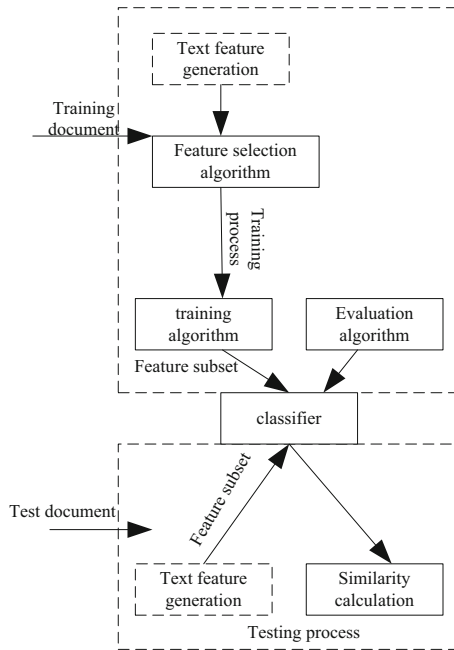 Text feature
generation
Training
document
Feature selection
algorithm
Training
process
training
algorithm
Evaluation
algorithm
Feature subset
classifier
Feature subset
Test document
Text feature
generation
Similarity
calculation
Testing process